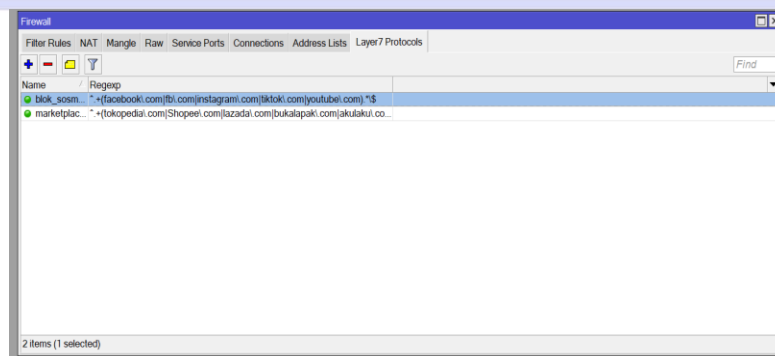 Firewall
Filter Rules NAT Mangle Raw Service Ports Connections Address Lists Layer7 Protocols
Find
Name / Regexp
blok_sosm... ^.+(facebook\.com|fb\.com|instagram\.com|tiktok\.com|youtube\.com).*\$
marketplac... ^.+(tokopedia\.com|Shopee\.com|lazada\.com|bukalapak\.com|akulaku\.co...
2 items (1 selected)